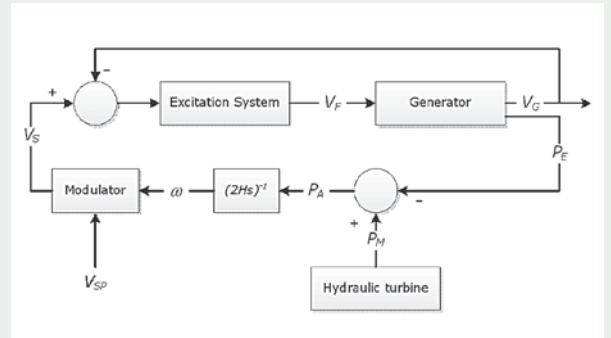 -
+
Excitation System
V_F
Generator
V_G
V_S
P_E
Modulator
ω
(2Hs)⁻¹
P_A
-
+
P_M
V_SP
Hydraulic turbine